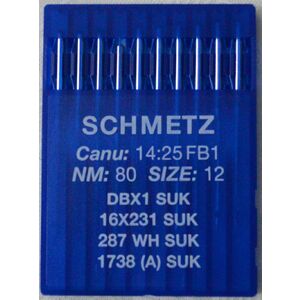 SCHMETZ
Canu: 14:25 FB1
NM: 80 SIZE: 12
DBX1 SUK
16X231 SUK
287 WH SUK
1738 (A) SUK